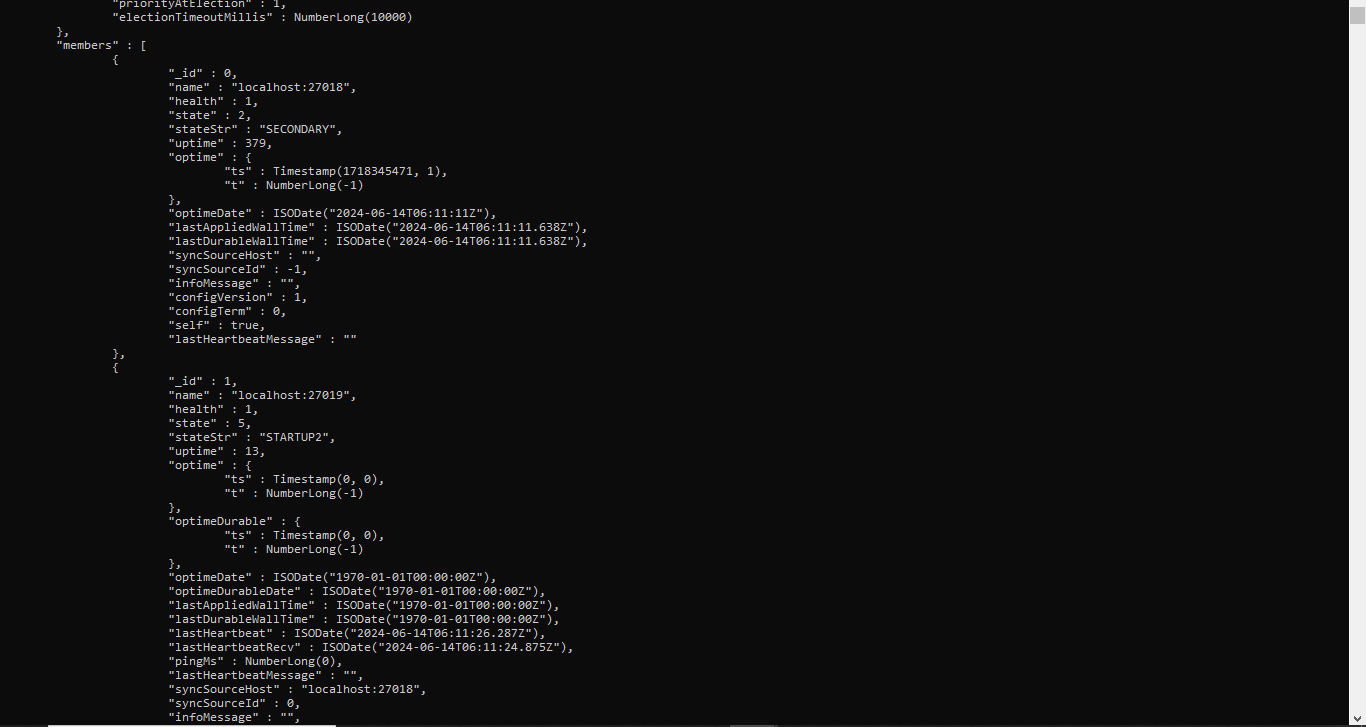 "priorityAtElection" : 1,
"electionTimeoutMillis" : NumberLong(10000)
},
"members" : [
{
"_id" : 0,
"name" : "localhost:27018",
"health" : 1,
"state" : 2,
"stateStr" : "SECONDARY",
"uptime" : 379,
"optime" : {
"ts" : Timestamp(1718345471, 1),
"t" : NumberLong(-1)
},
"optimeDate" : ISODate("2024-06-14T06:11:11Z"),
"lastAppliedWallTime" : ISODate("2024-06-14T06:11:11.638Z"),
"lastDurableWallTime" : ISODate("2024-06-14T06:11:11.638Z"),
"syncSourceHost" : "",
"syncSourceId" : -1,
"infoMessage" : "",
"configVersion" : 1,
"configTerm" : 0,
"self" : true,
"lastHeartbeatMessage" : ""
},
{
"_id" : 1,
"name" : "localhost:27019",
"health" : 1,
"state" : 5,
"stateStr" : "STARTUP2",
"uptime" : 13,
"optime" : {
"ts" : Timestamp(0, 0),
"t" : NumberLong(-1)
},
"optimeDurable" : {
"ts" : Timestamp(0, 0),
"t" : NumberLong(-1)
},
"optimeDate" : ISODate("1970-01-01T00:00:00Z"),
"optimeDurableDate" : ISODate("1970-01-01T00:00:00Z"),
"lastAppliedWallTime" : ISODate("1970-01-01T00:00:00Z"),
"lastDurableWallTime" : ISODate("1970-01-01T00:00:00Z"),
"lastHeartbeat" : ISODate("2024-06-14T06:11:26.287Z"),
"lastHeartbeatRecv" : ISODate("2024-06-14T06:11:24.875Z"),
"pingMs" : NumberLong(0),
"lastHeartbeatMessage" : "",
"syncSourceHost" : "localhost:27018",
"syncSourceId" : 0,
"infoMessage" : "",